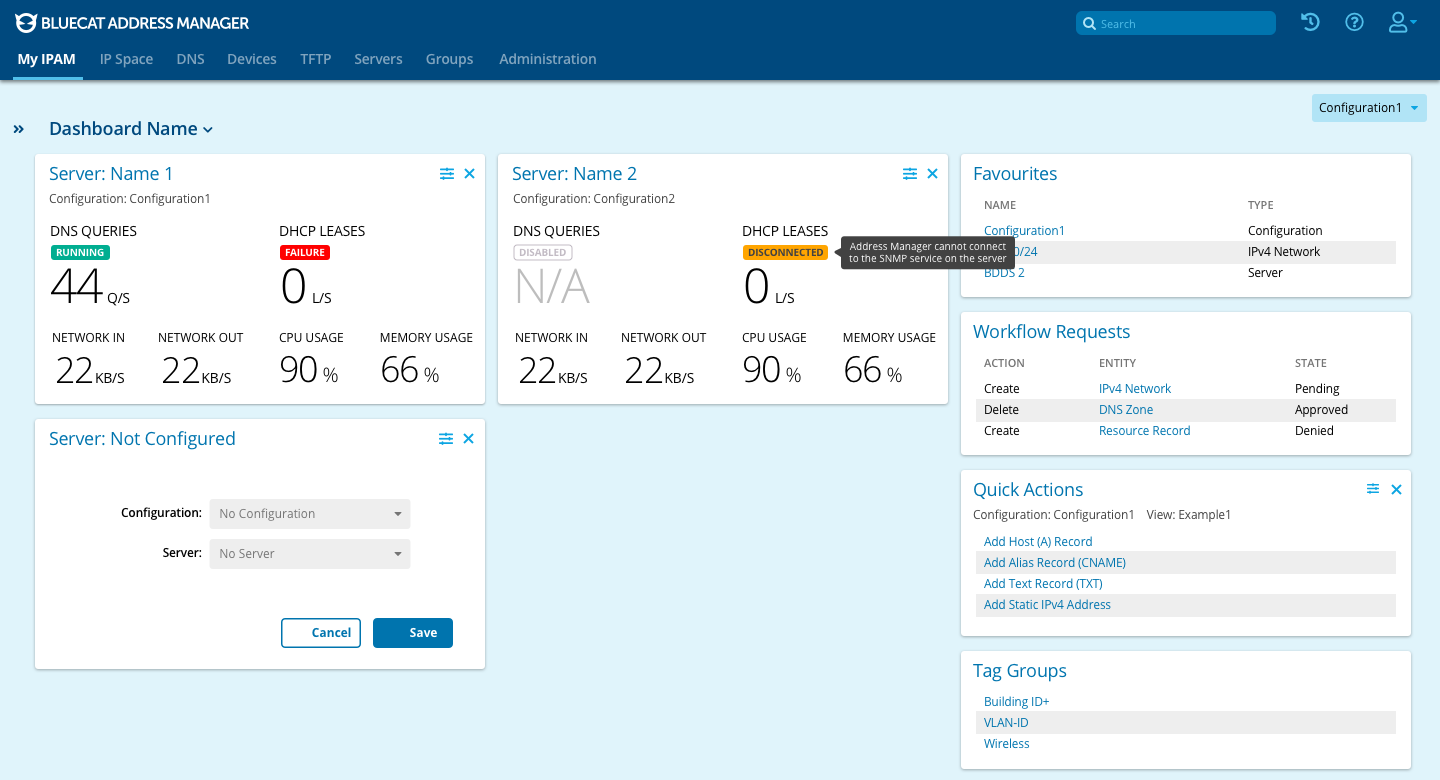 BLUECAT ADDRESS MANAGER
Search
My IPAM IP Space DNS Devices TFTP Servers Groups Administration
Configuration1
Dashboard Name
Server: Name 1
Configuration: Configuration1
DNS QUERIES DHCP LEASES
RUNNING FAILURE
44 Q/S 0 L/S
NETWORK IN NETWORK OUT CPU USAGE MEMORY USAGE
22 KB/S 22 KB/S 90 % 66 %
Server: Name 2
Configuration: Configuration2
DNS QUERIES DHCP LEASES
DISABLED DISCONNECTED
Address Manager cannot connect
to the SNMP service on the server
N/A 0 L/S
NETWORK IN NETWORK OUT CPU USAGE MEMORY USAGE
22 KB/S 22 KB/S 90 % 66 %
Server: Not Configured
Configuration: No Configuration
Server: No Server
Cancel Save
Favourites
NAME TYPE
Configuration1 Configuration
0/24 IPv4 Network
BDDS 2 Server
Workflow Requests
ACTION ENTITY STATE
Create IPv4 Network Pending
Delete DNS Zone Approved
Create Resource Record Denied
Quick Actions
Configuration: Configuration1 View: Example1
Add Host (A) Record
Add Alias Record (CNAME)
Add Text Record (TXT)
Add Static IPv4 Address
Tag Groups
Building ID+
VLAN-ID
Wireless